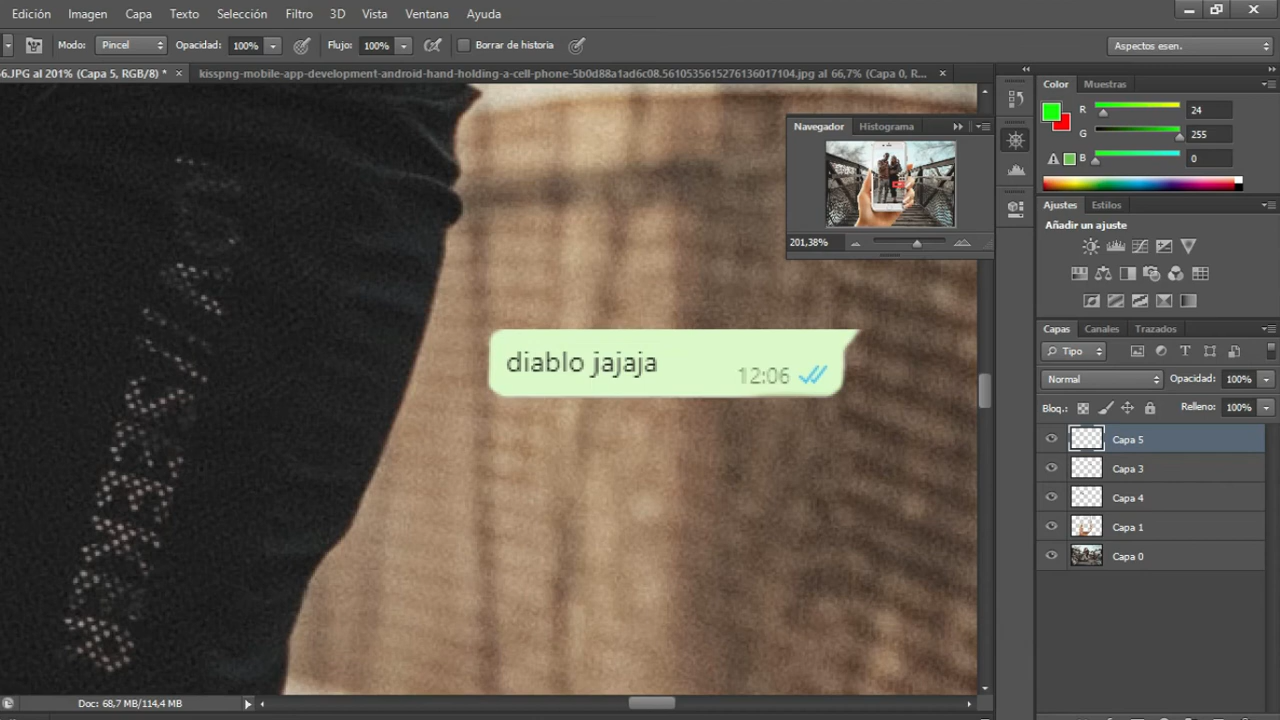 Edición Imagen Capa Texto Selección Filtro 3D Vista Ventana Ayuda
Modo: Pincel Opacidad: 100% Flujo: 100% Borrar de historia Aspectos esen.
6.JPG al 201% (Capa 5, RGB/8) * × kisspng-mobile-app-development-android-hand-holding-a-cell-phone-5b0d88a1ad6c08.5610535615276136017104.jpg al 66,7% (Capa 0, R... ×
Color Muestras
R 24
G 255
B 0
Navegador Histograma
201,38%
Ajustes Estilos
Añadir un ajuste
Capas Canales Trazados
Tipo
Normal Opacidad: 100%
Bloq.: Relleno: 100%
Capa 5
Capa 3
Capa 4
Capa 1
Capa 0
diablo jajaja
12:06
Doc: 68,7 MB/114,4 MB